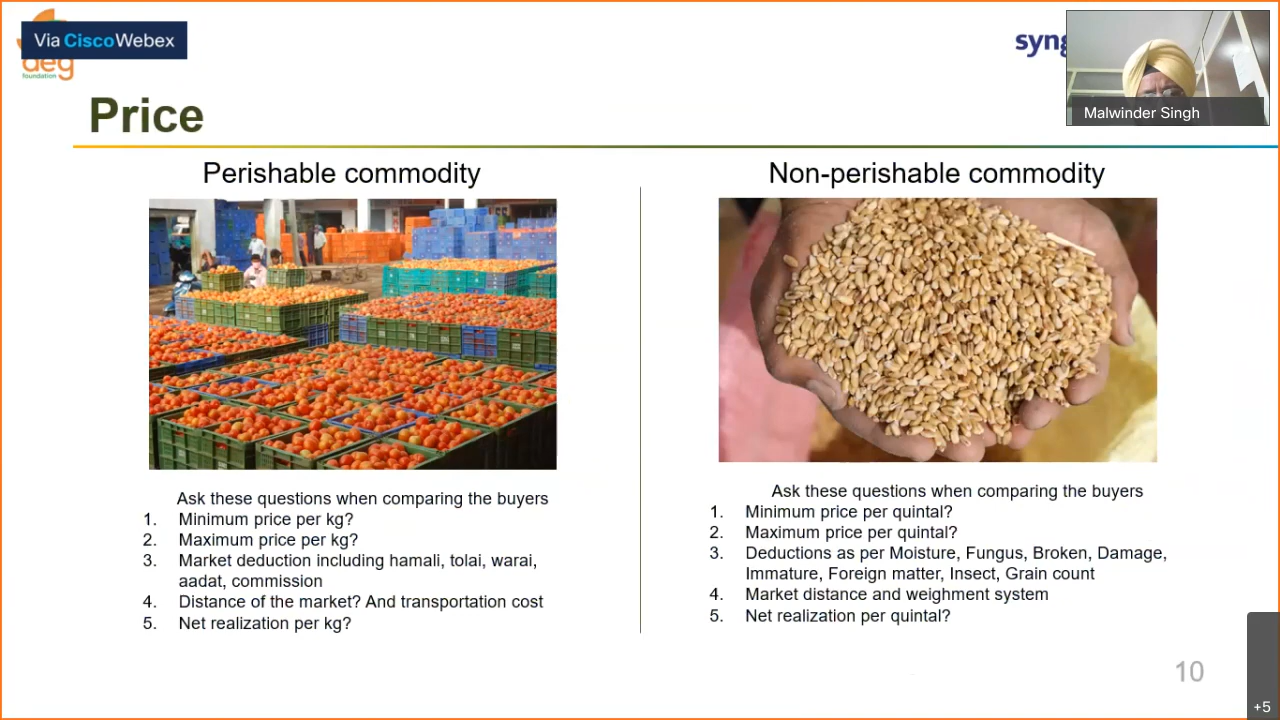 Via CiscoWebex
deg
foundation
syng
Malwinder Singh
Price
Perishable commodity
Ask these questions when comparing the buyers
1. Minimum price per kg?
2. Maximum price per kg?
3. Market deduction including hamali, tolai, warai,
aadat, commission
4. Distance of the market? And transportation cost
5. Net realization per kg?
Non-perishable commodity
Ask these questions when comparing the buyers
1. Minimum price per quintal?
2. Maximum price per quintal?
3. Deductions as per Moisture, Fungus, Broken, Damage,
Immature, Foreign matter, Insect, Grain count
4. Market distance and weighment system
5. Net realization per quintal?
10
+5